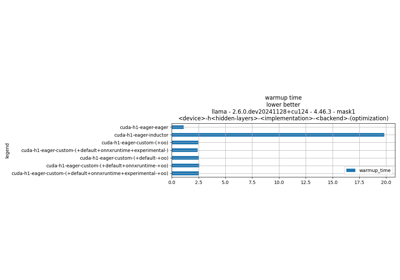 warmup time
lower better
llama - 2.6.0.dev20241128+cu124 - 4.46.3 - mask1
<device>-h<hidden-layers>-<implementation>-<backend>-(optimization)
legend
cuda-h1-eager-eager
cuda-h1-eager-inductor
cuda-h1-eager-custom-(+oo)
cuda-h1-eager-custom-(+default+onnxruntime+experimental-)
cuda-h1-eager-custom-(+default-+oo)
cuda-h1-eager-custom-(+default+onnxruntime-+oo)
cuda-h1-eager-custom-(+default+onnxruntime+experimental-+oo)
warmup_time
0.0 2.5 5.0 7.5 10.0 12.5 15.0 17.5 20.0